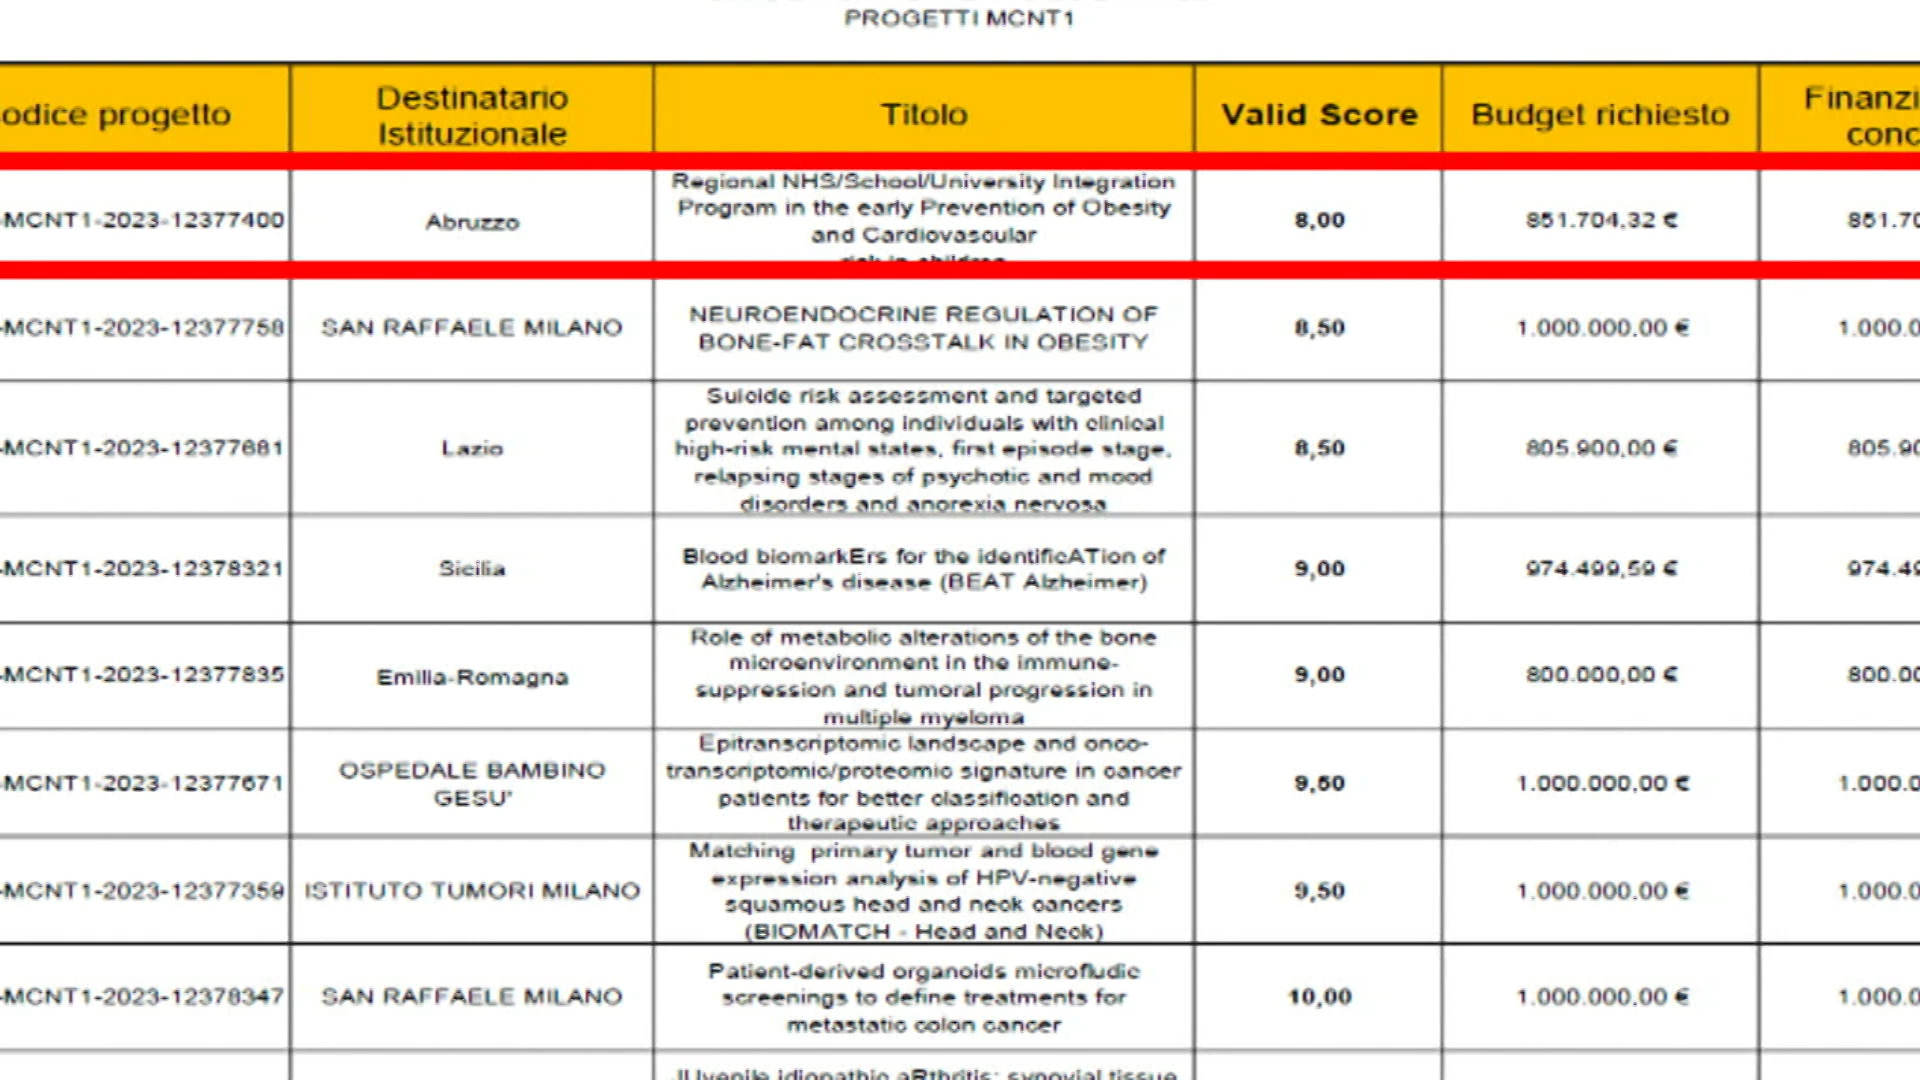 PROGETTI MCNT1
odice progetto
Destinatario
Istituzionale
Titolo
Valid Score
Budget richiesto
Finanzi
conc
-MCNT1-2023-12377400
Abruzzo
Regional NHS/School/University Integration
Program in the early Prevention of Obesity
and Cardiovascular
risk in children
8,00
851.704,32 €
851.70
-MCNT1-2023-12377758
SAN RAFFAELE MILANO
NEUROENDOCRINE REGULATION OF
BONE-FAT CROSSTALK IN OBESITY
8,50
1.000.000,00 €
1.000.0
-MCNT1-2023-12377681
Lazio
Suicide risk assessment and targeted
prevention among individuals with clinical
high-risk mental states, first episode stage,
relapsing stages of psychotic and mood
disorders and anorexia nervosa
8,50
805.900,00 €
805.90
-MCNT1-2023-12378321
Sicilia
Blood biomarkErs for the identificATion of
Alzheimer's disease (BEAT Alzheimer)
9,00
974.499,59 €
974.49
-MCNT1-2023-12377835
Emilia-Romagna
Role of metabolic alterations of the bone
microenvironment in the immune-
suppression and tumoral progression in
multiple myeloma
9,00
800.000,00 €
800.00
-MCNT1-2023-12377671
OSPEDALE BAMBINO
GESU'
Epitranscriptomic landscape and onco-
transcriptomic/proteomic signature in cancer
patients for better classification and
therapeutic approaches
9,50
1.000.000,00 €
1.000.0
-MCNT1-2023-12377359
ISTITUTO TUMORI MILANO
Matching primary tumor and blood gene
expression analysis of HPV-negative
squamous head and neck cancers
(BIOMATCH - Head and Neck)
9,50
1.000.000,00 €
1.000.0
-MCNT1-2023-12378347
SAN RAFFAELE MILANO
Patient-derived organoids microfludic
screenings to define treatments for
metastatic colon cancer
10,00
1.000.000,00 €
1.000.0
JUvenile idiopathic aRthritis: synovial tissue